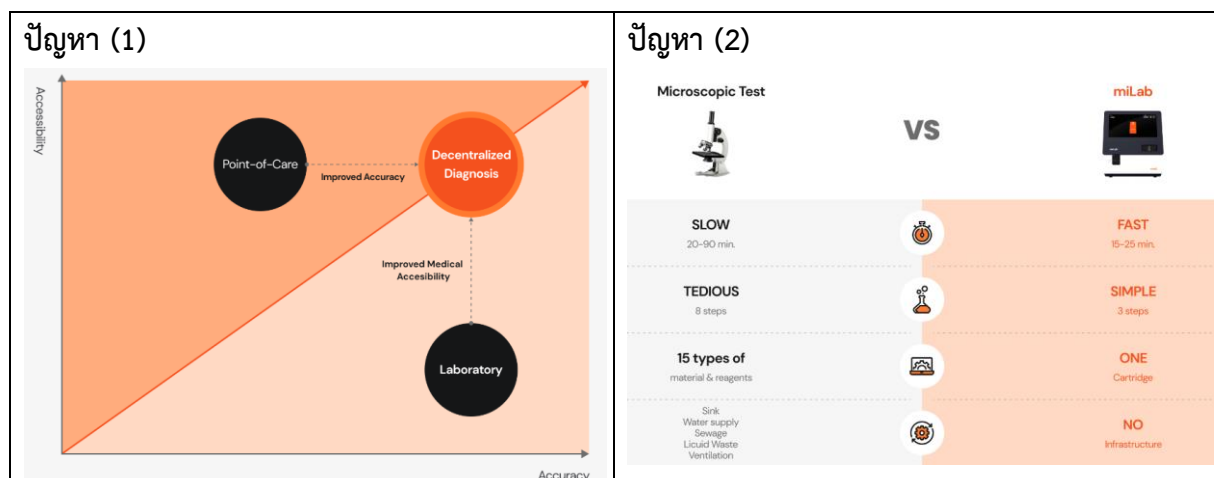 ปัญหา (1)
Accessibility
Point-of-Care
Improved Accuracy
Decentralized
Diagnosis
Improved Medical
Accesibility
Laboratory
Accuracy
ปัญหา (2)
Microscopic Test
VS
miLab
SLOW
20-90 min.
FAST
15-25 min.
TEDIOUS
8 steps
SIMPLE
3 steps
15 types of
material & reagents
ONE
Cartridge
Sink
Water supply
Sewage
Licuid Waste
Ventilation
NO
Infrastructure